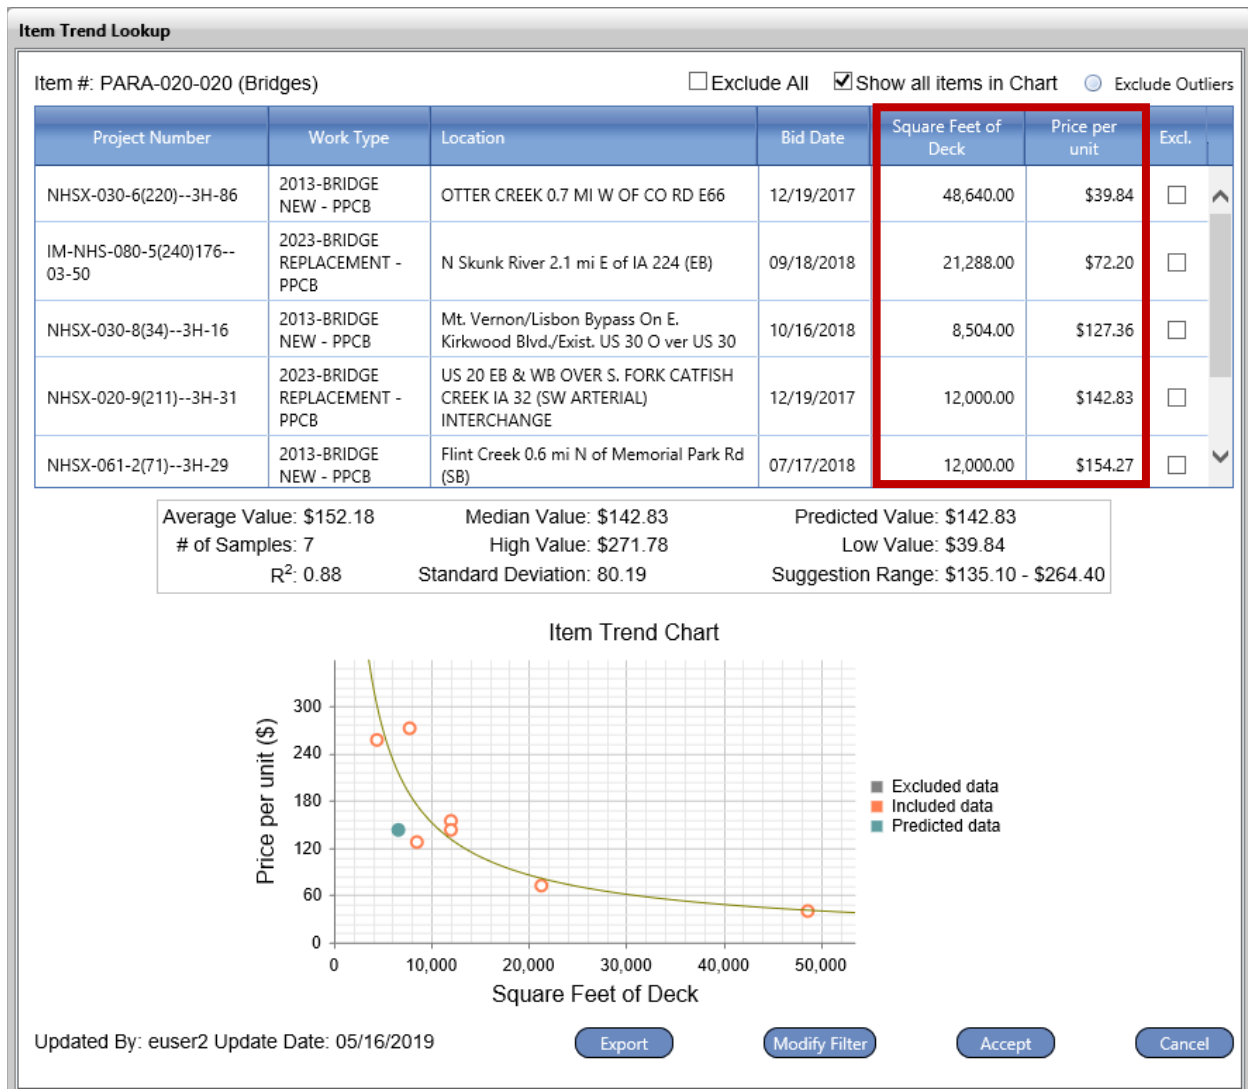 Item Trend Lookup
Item #: PARA-020-020 (Bridges)
Exclude All
Show all items in Chart
Exclude Outliers
Project Number
Work Type
Location
Bid Date
Square Feet of
Deck
Price per
unit
Excl.
NHSX-030-6(220)--3H-86
2013-BRIDGE
NEW - PPCB
OTTER CREEK 0.7 MI W OF CO RD E66
12/19/2017
48,640.00
$39.84
IM-NHS-080-5(240)176--
03-50
2023-BRIDGE
REPLACEMENT -
PPCB
N Skunk River 2.1 mi E of IA 224 (EB)
09/18/2018
21,288.00
$72.20
NHSX-030-8(34)--3H-16
2013-BRIDGE
NEW - PPCB
Mt. Vernon/Lisbon Bypass On E.
Kirkwood Blvd./Exist. US 30 O ver US 30
10/16/2018
8,504.00
$127.36
NHSX-020-9(211)--3H-31
2023-BRIDGE
REPLACEMENT -
PPCB
US 20 EB & WB OVER S. FORK CATFISH
CREEK IA 32 (SW ARTERIAL)
INTERCHANGE
12/19/2017
12,000.00
$142.83
NHSX-061-2(71)--3H-29
2013-BRIDGE
NEW - PPCB
Flint Creek 0.6 mi N of Memorial Park Rd
(SB)
07/17/2018
12,000.00
$154.27
Average Value: $152.18
Median Value: $142.83
Predicted Value: $142.83
# of Samples: 7
High Value: $271.78
Low Value: $39.84
R²: 0.88
Standard Deviation: 80.19
Suggestion Range: $135.10 - $264.40
Item Trend Chart
Price per unit ($)
300
240
180
120
60
0
0
10,000
20,000
30,000
40,000
50,000
Square Feet of Deck
Excluded data
Included data
Predicted data
Updated By: euser2 Update Date: 05/16/2019
Export
Modify Filter
Accept
Cancel